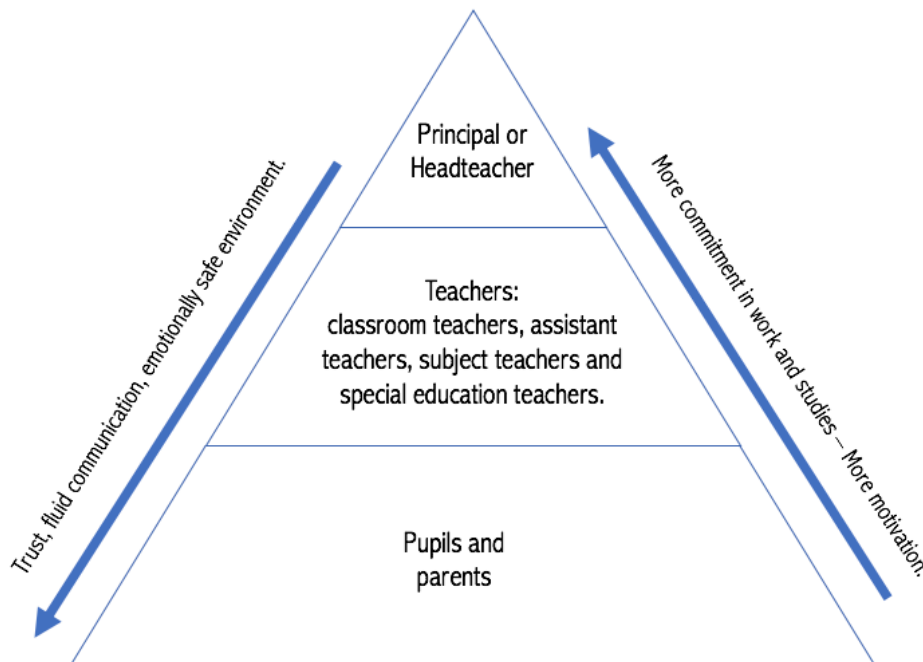 Principal or
Headteacher
Trust, fluid communication, emotionally safe environment.
More commitment in work and studies – More motivation.
Teachers:
classroom teachers, assistant
teachers, subject teachers and
special education teachers.
Pupils and
parents